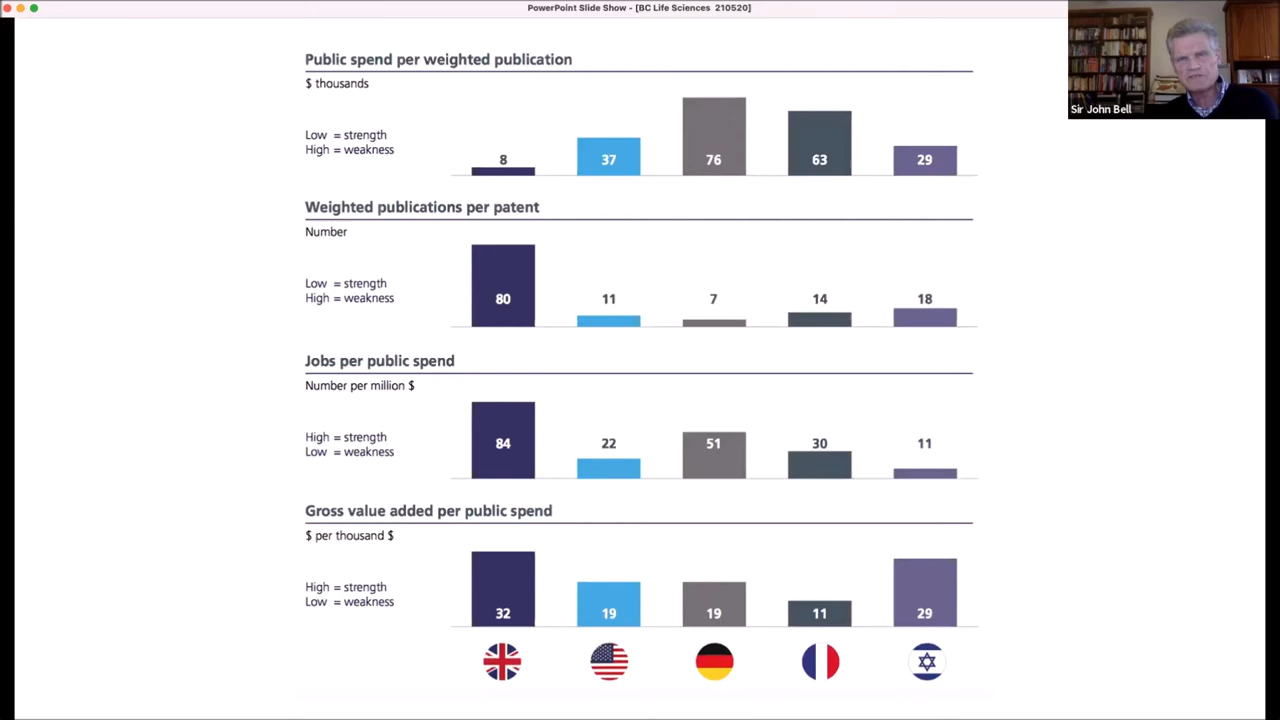 PowerPoint Slide Show - [BC Life Sciences 210520]
Sir John Bell
Public spend per weighted publication
$ thousands
Low = strength
High = weakness
8 37 76 63 29
Weighted publications per patent
Number
Low = strength
High = weakness
80 11 7 14 18
Jobs per public spend
Number per million $
High = strength
Low = weakness
84 22 51 30 11
Gross value added per public spend
$ per thousand $
High = strength
Low = weakness
32 19 19 11 29